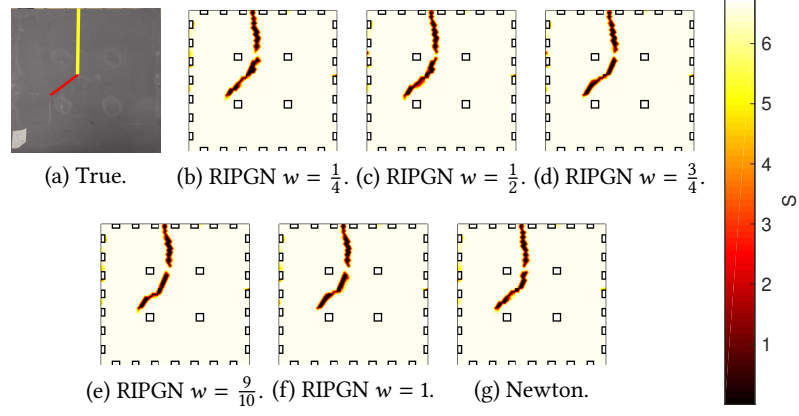 (a) True.
(b) RIPGN w = 1/4.
(c) RIPGN w = 1/2.
(d) RIPGN w = 3/4.
(e) RIPGN w = 9/10.
(f) RIPGN w = 1.
(g) Newton.
6
5
4
3
2
1
S